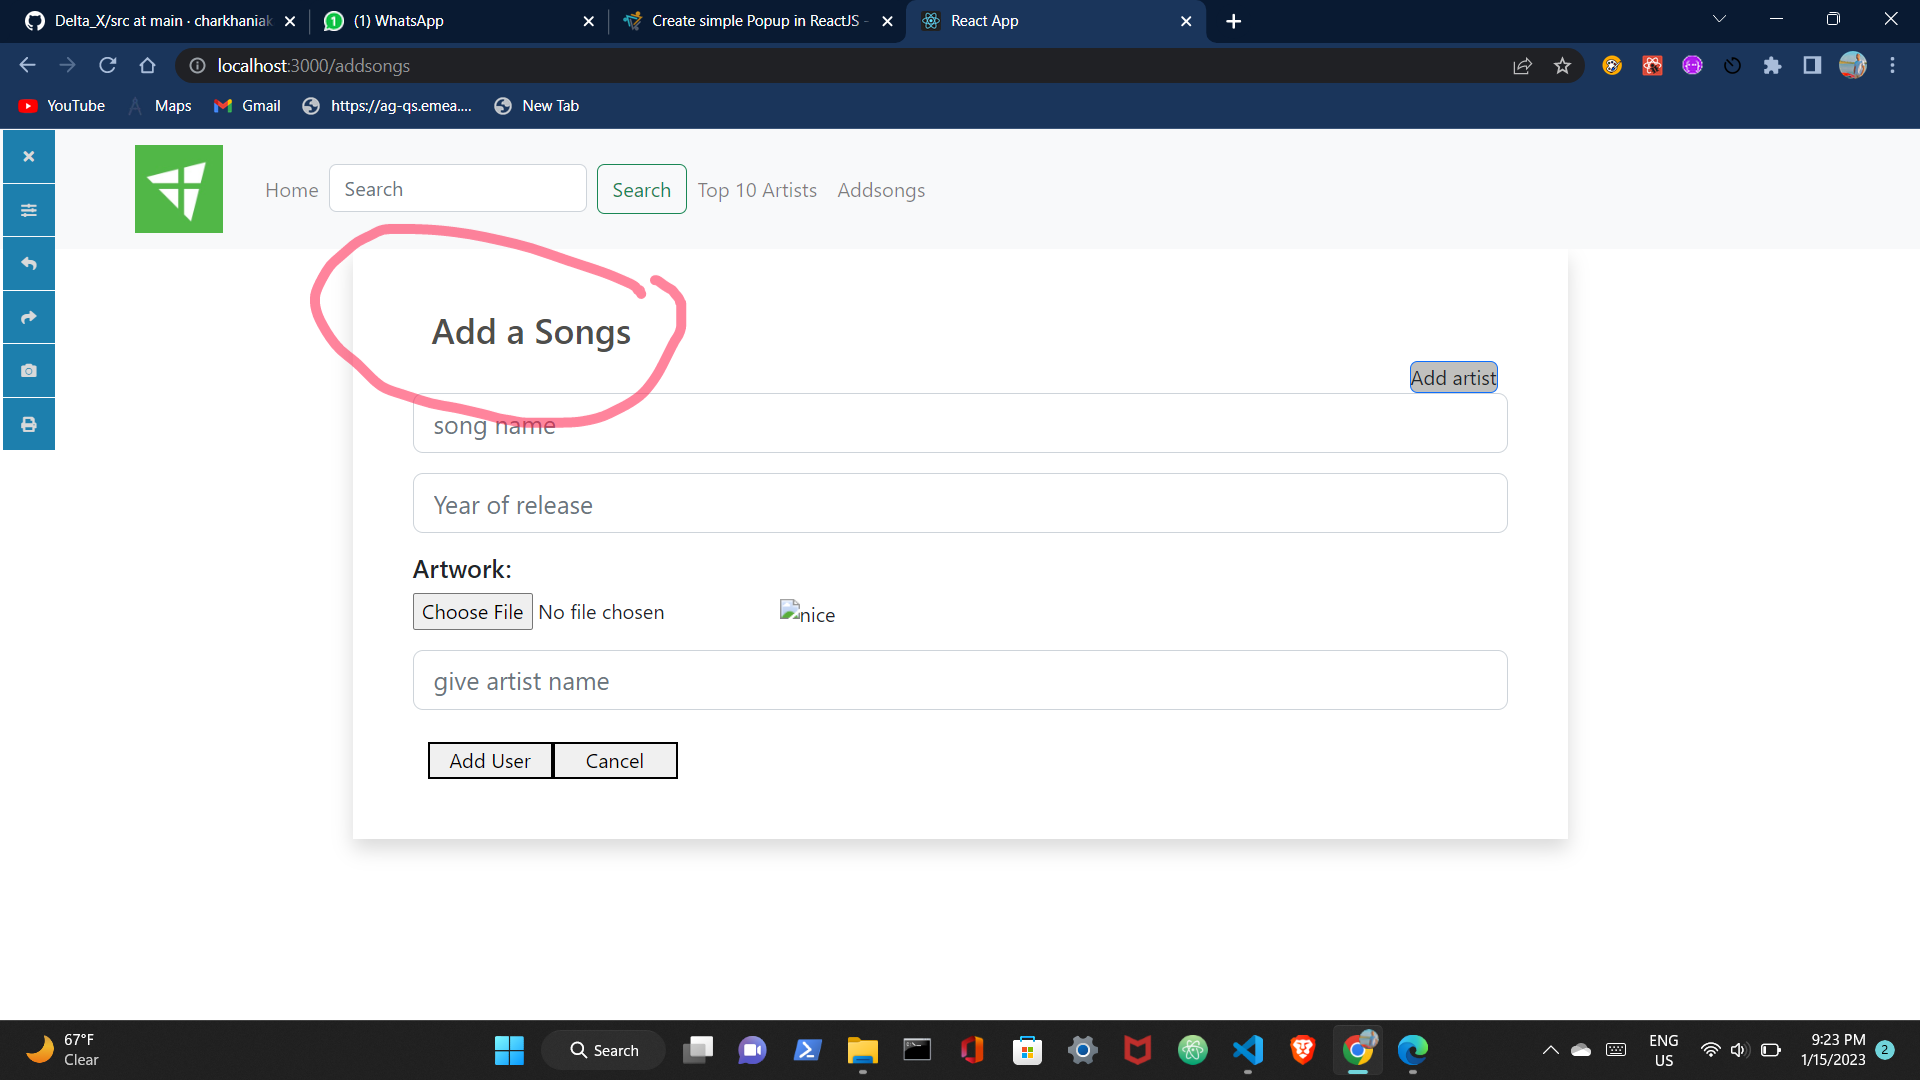 Delta_X/src at main · charkhaniak
(1) WhatsApp
Create simple Popup in ReactJS -
React App
localhost:3000/addsongs
YouTube
Maps
Gmail
https://ag-qs.emea....
New Tab
Home
Search
Search
Top 10 Artists
Addsongs
Add a Songs
Add artist
song name
Year of release
Artwork:
Choose File No file chosen
nice
give artist name
Add User
Cancel
67°F
Clear
Search
ENG
US
9:23 PM
1/15/2023
2